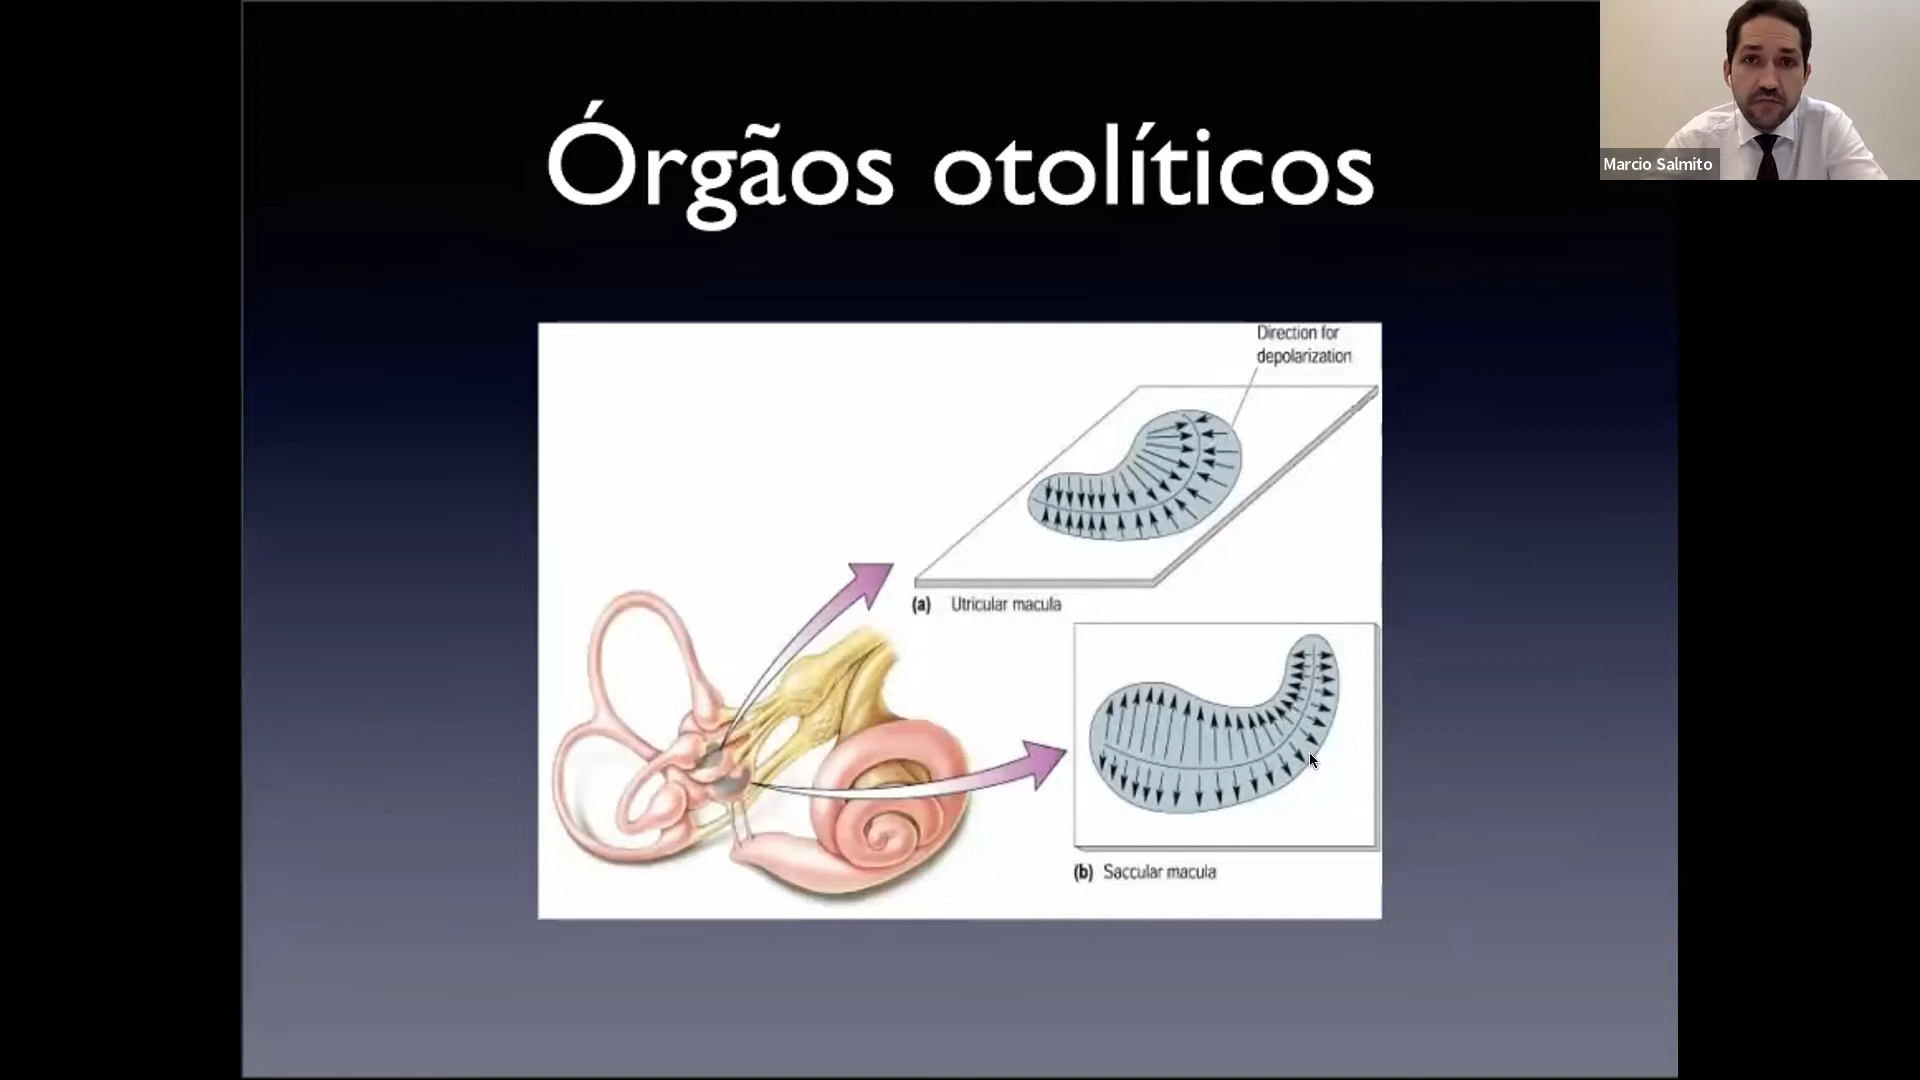 Órgãos otolíticos
Marcio Salmito
Direction for
depolarization
(a) Utricular macula
(b) Saccular macula